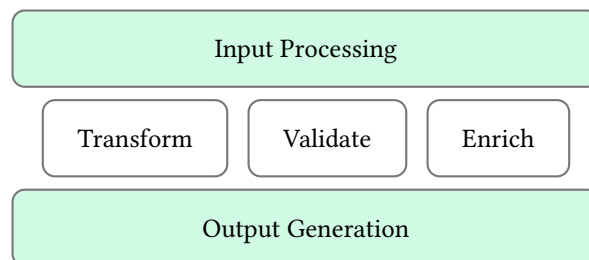 Input Processing
Transform Validate Enrich
Output Generation